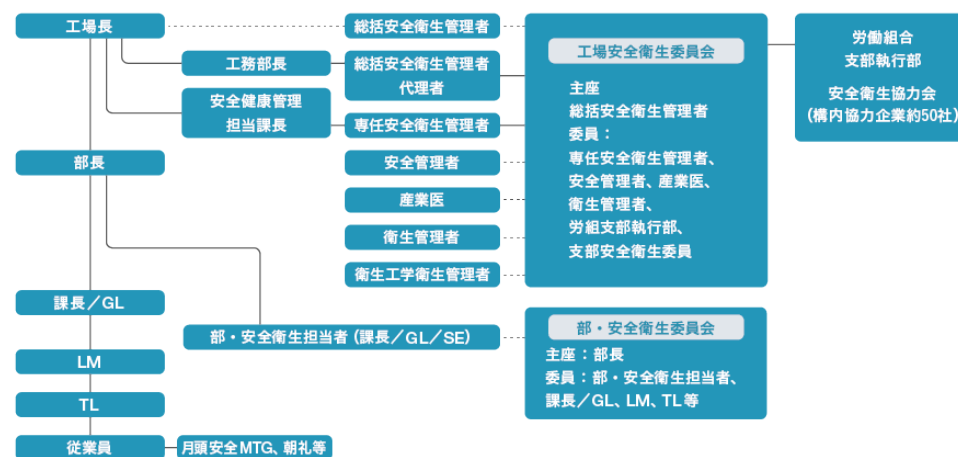 工場長
総括安全衛生管理者
工務部長
総括安全衛生管理者
代理者
安全健康管理
担当課長
専任安全衛生管理者
部長
安全管理者
産業医
衛生管理者
衛生工学衛生管理者
工場安全衛生委員会
主座
総括安全衛生管理者
委員：
専任安全衛生管理者、
安全管理者、産業医、
衛生管理者、
労組支部執行部、
支部安全衛生委員
労働組合
支部執行部
安全衛生協力会
(構内協力企業約50社)
課長／GL
部・安全衛生担当者 (課長／GL／SE)
部・安全衛生委員会
主座：部長
委員：部・安全衛生担当者、
課長／GL、LM、TL等
LM
TL
従業員
月頭安全MTG、朝礼等